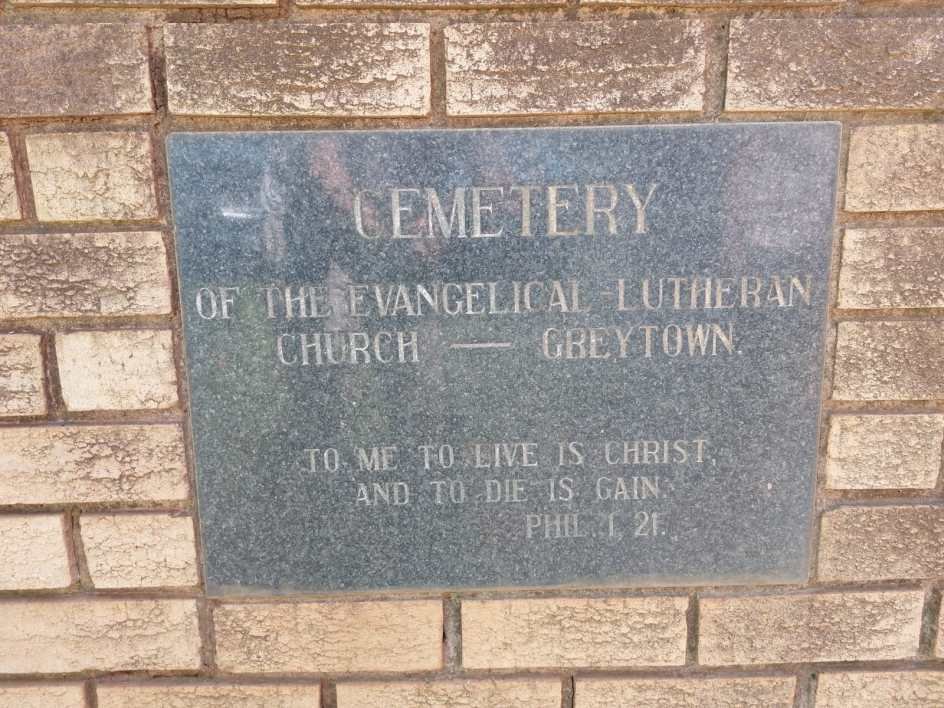 CEMETERY
OF THE EVANGELICAL-LUTHERAN
CHURCH — GREYTOWN.
TO ME TO LIVE IS CHRIST,
AND TO DIE IS GAIN.
PHIL. 1, 21.